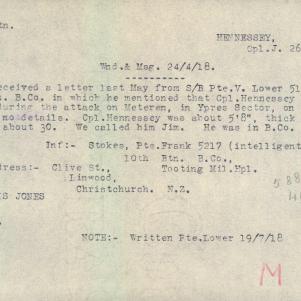 tn.
HENNESSEY,
Cpl.J. 26
Wnd.& Mag. 24/4/18.
eceived a letter last May from S/B Pte.V. Lower 51
. B.Co. in which he mentioned that Cpl.Hennessey
during the attack on Meteren, in Ypres Sector, on
no details. Cpl.Hennessey was about 5'8", thick
about 30. We called him Jim. He was in B.Co.
Inf:- Stokes, Pte.Frank 5217 (intelligent
10th Btn. B.Co.,
dress:- Clive St., Tooting Mil.Hpl.
Linwood,
Christchurch. N.Z.
S JONES
NOTE:- Written Pte.Lower 19/7/18
M